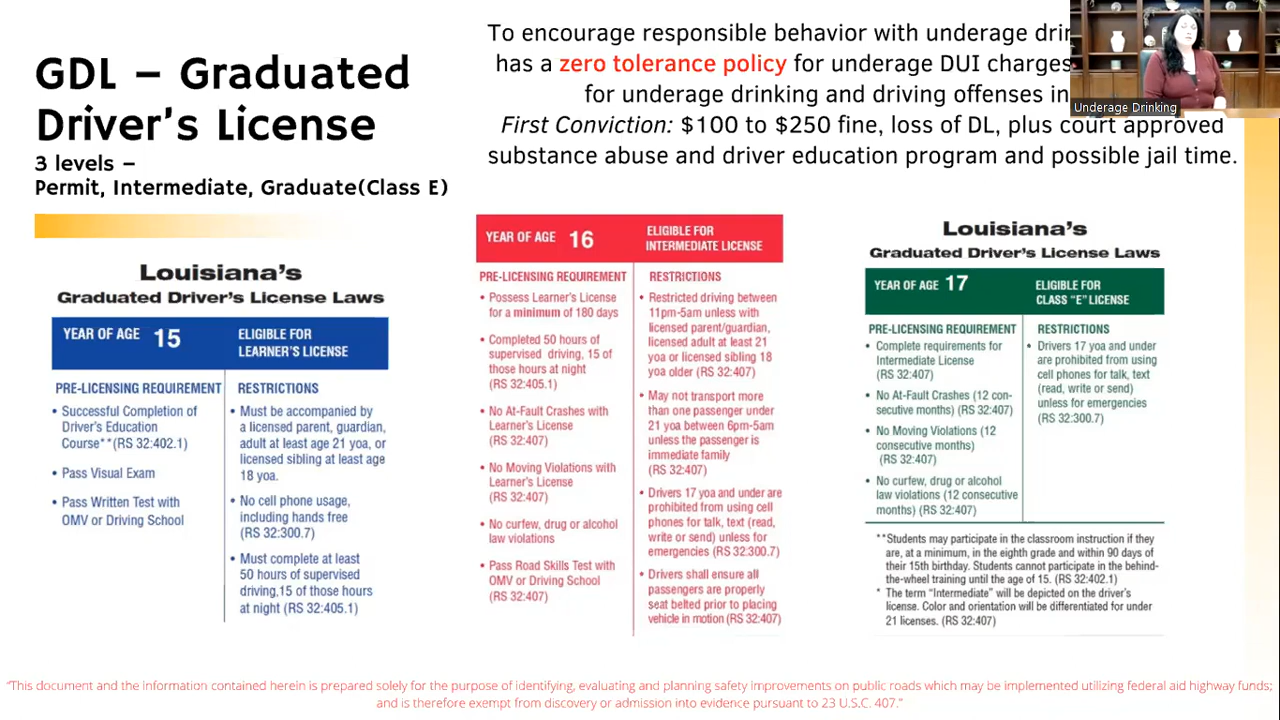 GDL – Graduated
Driver's License
3 levels –
Permit, Intermediate, Graduate(Class E)
To encourage responsible behavior with underage
has a zero tolerance policy for underage DUI charges
for underage drinking and driving offenses in
First Conviction: $100 to $250 fine, loss of DL, plus court approved
substance abuse and driver education program and possible jail time.
Underage Drinking
Louisiana's
Graduated Driver's License Laws
YEAR OF AGE 15
ELIGIBLE FOR
LEARNER'S LICENSE
PRE-LICENSING REQUIREMENT
• Successful Completion of
Driver's Education
Course**(RS 32:402.1)
• Pass Visual Exam
• Pass Written Test with
OMV or Driving School
RESTRICTIONS
• Must be accompanied by
a licensed parent, guardian,
adult at least age 21 yoa, or
licensed sibling at least age
18 yoa.
• No cell phone usage,
including hands free
(RS 32:300.7)
• Must complete at least
50 hours of supervised
driving,15 of those hours
at night (RS 32:405.1)
YEAR OF AGE 16
ELIGIBLE FOR
INTERMEDIATE LICENSE
PRE-LICENSING REQUIREMENT
• Possess Learner's License
for a minimum of 180 days
• Completed 50 hours of
supervised driving, 15 of
those hours at night
(RS 32:405.1)
• No At-Fault Crashes with
Learner's License
(RS 32:407)
• No Moving Violations with
Learner's License
(RS 32:407)
• No curfew, drug or alcohol
law violations
• Pass Road Skills Test with
OMV or Driving School
(RS 32:407)
RESTRICTIONS
• Restricted driving between
11pm-5am unless with
licensed parent/guardian,
licensed adult at least 21
yoa or licensed sibling 18
yoa older (RS 32:407)
• May not transport more
than one passenger under
21 yoa between 6pm-5am
unless the passenger is
immediate family
(RS 32:407)
• Drivers 17 yoa and under are
prohibited from using cell
phones for talk, text (read,
write or send) unless for
emergencies (RS 32:300.7)
• Drivers shall ensure all
passengers are properly
seat belted prior to placing
vehicle in motion (RS 32:407)
Louisiana's
Graduated Driver's License Laws
YEAR OF AGE 17
ELIGIBLE FOR
CLASS "E" LICENSE
PRE-LICENSING REQUIREMENT
• Complete requirements for
Intermediate License
(RS 32:407)
• No At-Fault Crashes (12 con-
secutive months) (RS 32:407)
• No Moving Violations (12
consecutive months)
(RS 32:407)
• No curfew, drug or alcohol
law violations (12 consecutive
months) (RS 32:407)
RESTRICTIONS
• Drivers 17 yoa and under
are prohibited from using
cell phones for talk, text
(read, write or send)
unless for emergencies
(RS 32:300.7)
**Students may participate in the classroom instruction if they
are, at a minimum, in the eighth grade and within 90 days of
their 15th birthday. Students cannot participate in the behind-
the-wheel training until the age of 15. (RS 32:402.1)
* The term "Intermediate" will be depicted on the driver's
license. Color and orientation will be differentiated for under
21 licenses. (RS 32:407)
"This document and the information contained herein is prepared solely for the purpose of identifying, evaluating and planning safety improvements on public roads which may be implemented utilizing federal aid highway funds;
and is therefore exempt from discovery or admission into evidence pursuant to 23 U.S.C. 407."